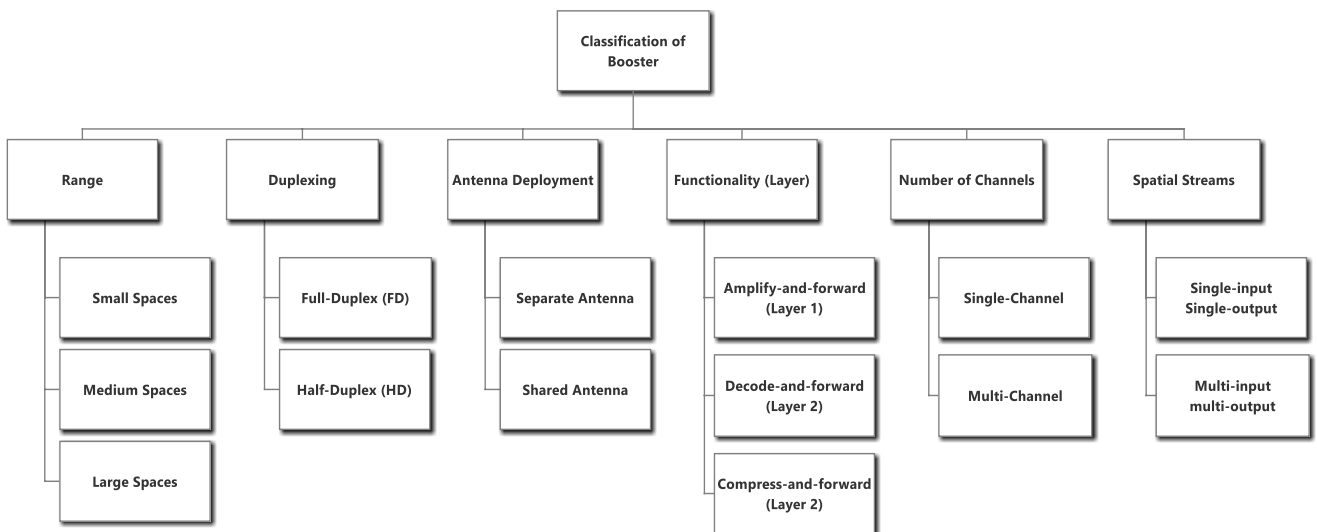 Classification of
Booster
Range
Duplexing
Antenna Deployment
Functionality (Layer)
Number of Channels
Spatial Streams
Small Spaces
Medium Spaces
Large Spaces
Full-Duplex (FD)
Half-Duplex (HD)
Separate Antenna
Shared Antenna
Amplify-and-forward
(Layer 1)
Decode-and-forward
(Layer 2)
Compress-and-forward
(Layer 2)
Single-Channel
Multi-Channel
Single-input
Single-output
Multi-input
multi-output